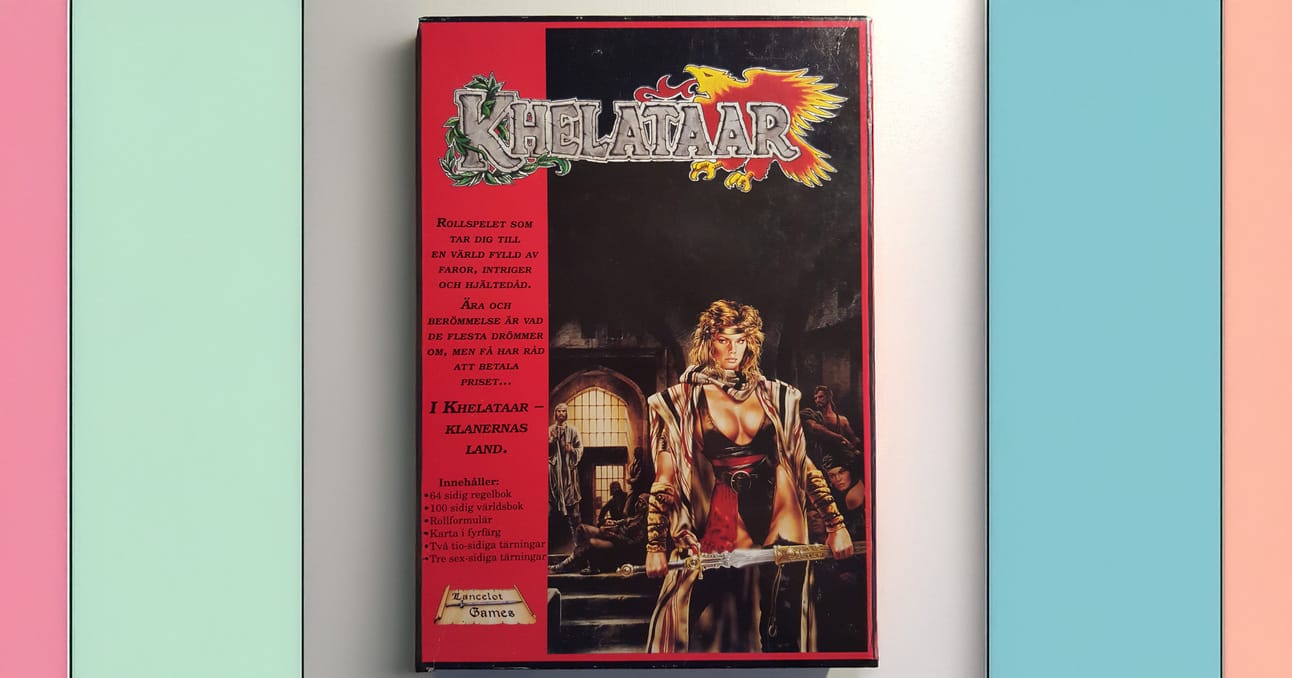 KHELATAAR
ROLLSPELET SOM
TAR DIG TILL
EN VÄRLD FYLLD AV
FAROR, INTRIGER
OCH HJÄLTEDÅD.
ÄRA OCH
BERÖMMELSE ÄR VAD
DE FLESTA DRÖMMER
OM, MEN FÅ HAR RÅD
ATT BETALA
PRISET...
I KHELATAAR –
KLANERNAS
LAND.
Innehåller:
•64 sidig regelbok
•100 sidig världsbok
•Rollformulär
•Karta i fyrfärg
•Två tio-sidiga tärningar
•Tre sex-sidiga tärningar
Lancelot
Games